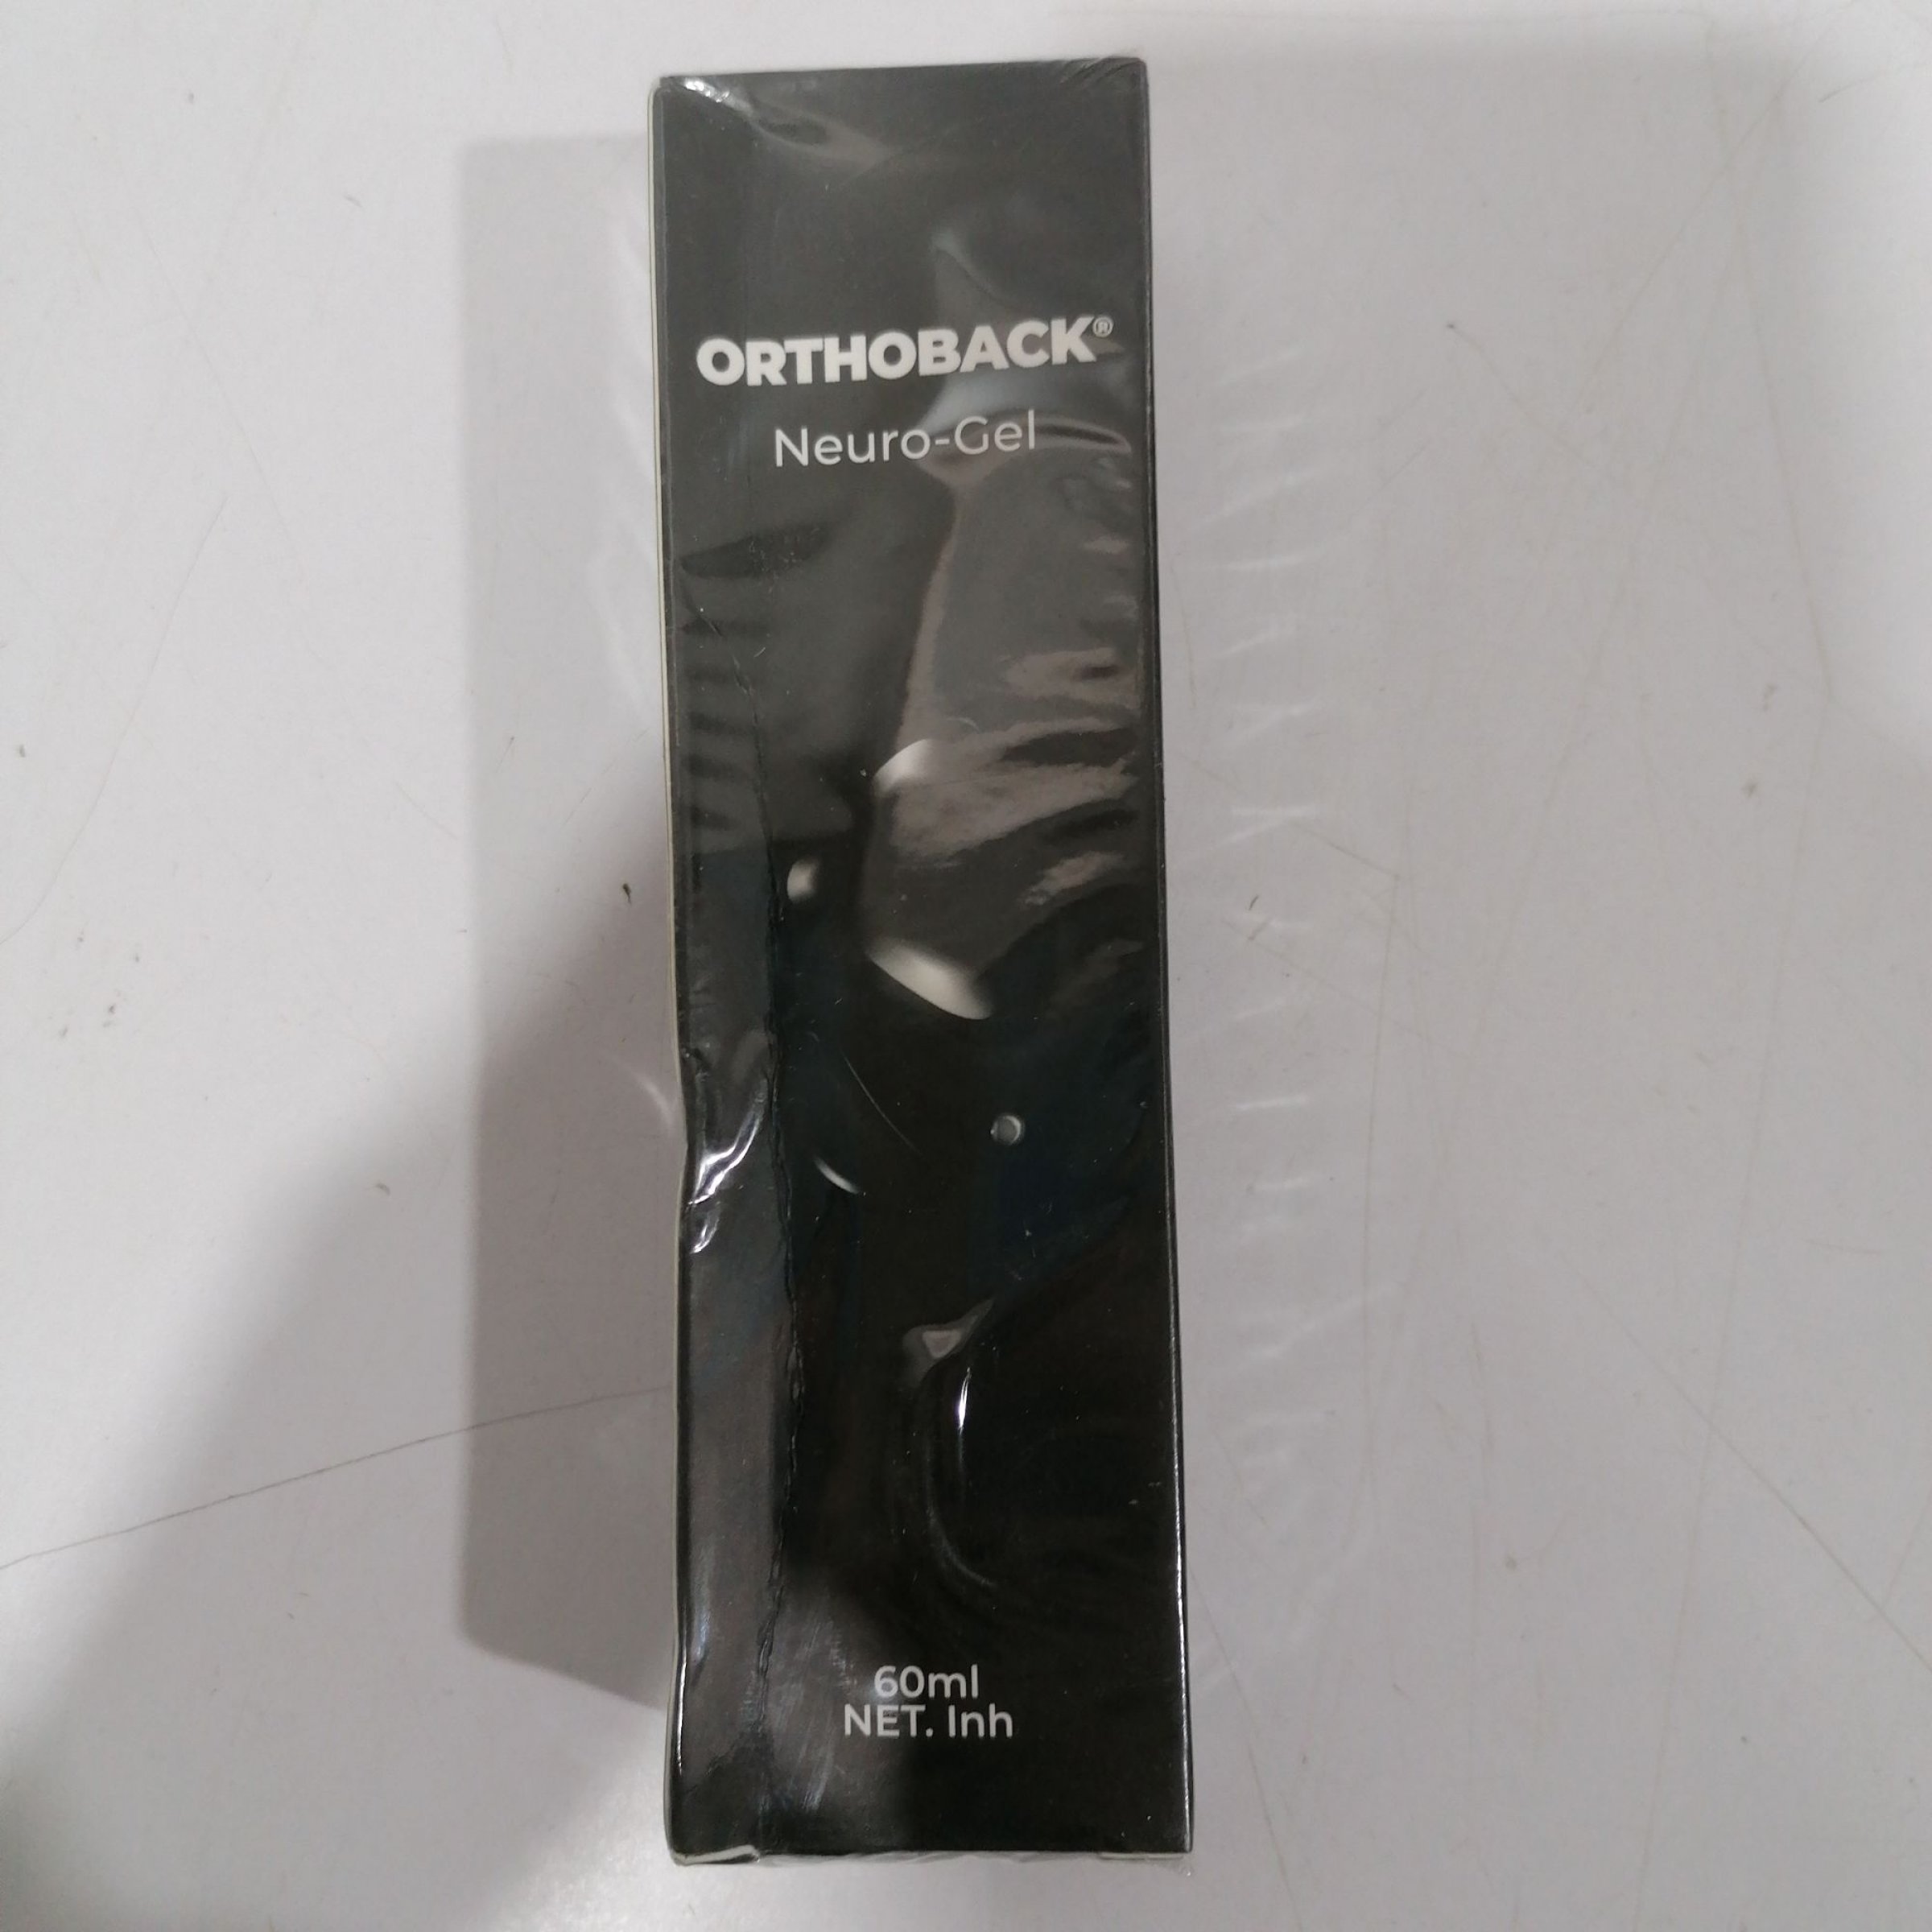 ORTHOBACK®
Neuro-Gel
60ml
NET. Inh